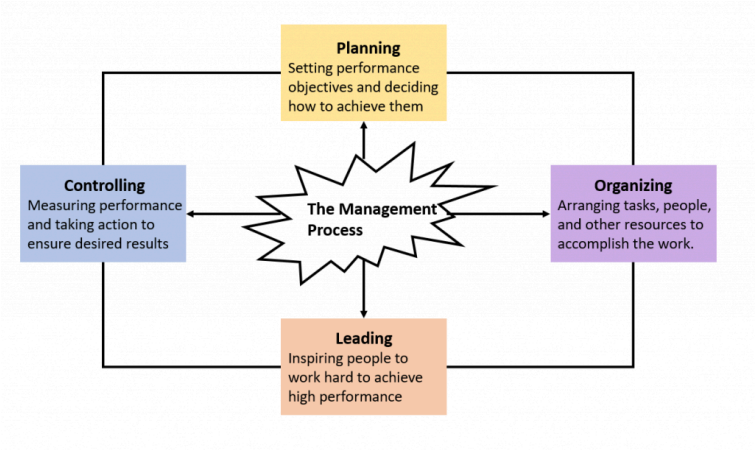 Planning
Setting performance
objectives and deciding
how to achieve them
Controlling
Measuring performance
and taking action to
ensure desired results
The Management
Process
Organizing
Arranging tasks, people,
and other resources to
accomplish the work.
Leading
Inspiring people to
work hard to achieve
high performance